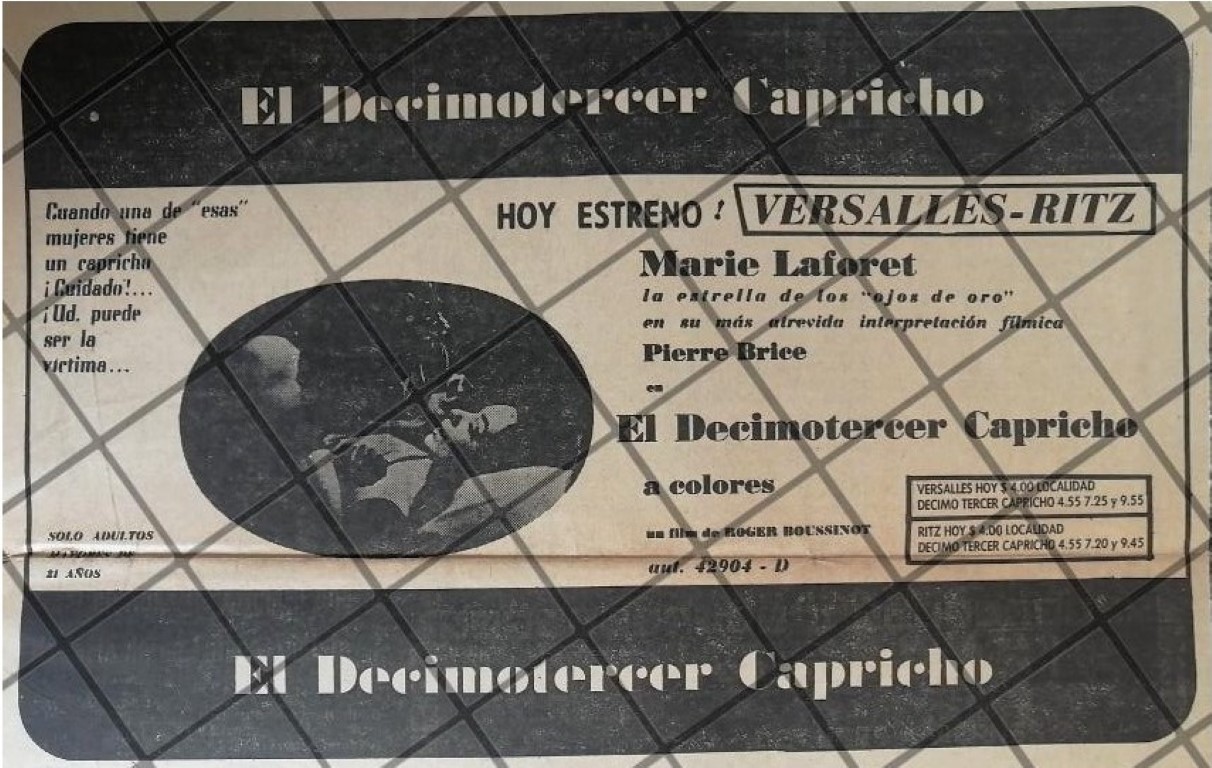 El Decimotercer Capricho
Cuando una de "esas"
mujeres tiene
un capricho
¡Cuidado!...
¡Ud. puede
ser la
víctima...
HOY ESTRENO! VERSALLES-RITZ
Marie Laforet
la estrella de los "ojos de oro"
en su más atrevida interpretación fílmica
Pierre Brice
en
El Decimotercer Capricho
a colores
un film de ROGER BOUSSINOT
aut. 42904 - D
VERSALLES HOY $ 4.00 LOCALIDAD
DECIMO TERCER CAPRICHO 4.55 7.25 y 9.55
RITZ HOY $ 4.00 LOCALIDAD
DECIMO TERCER CAPRICHO 4.55 7.20 y 9.45
SOLO ADULTOS
MAYORES DE
21 AÑOS
El Decimotercer Capricho